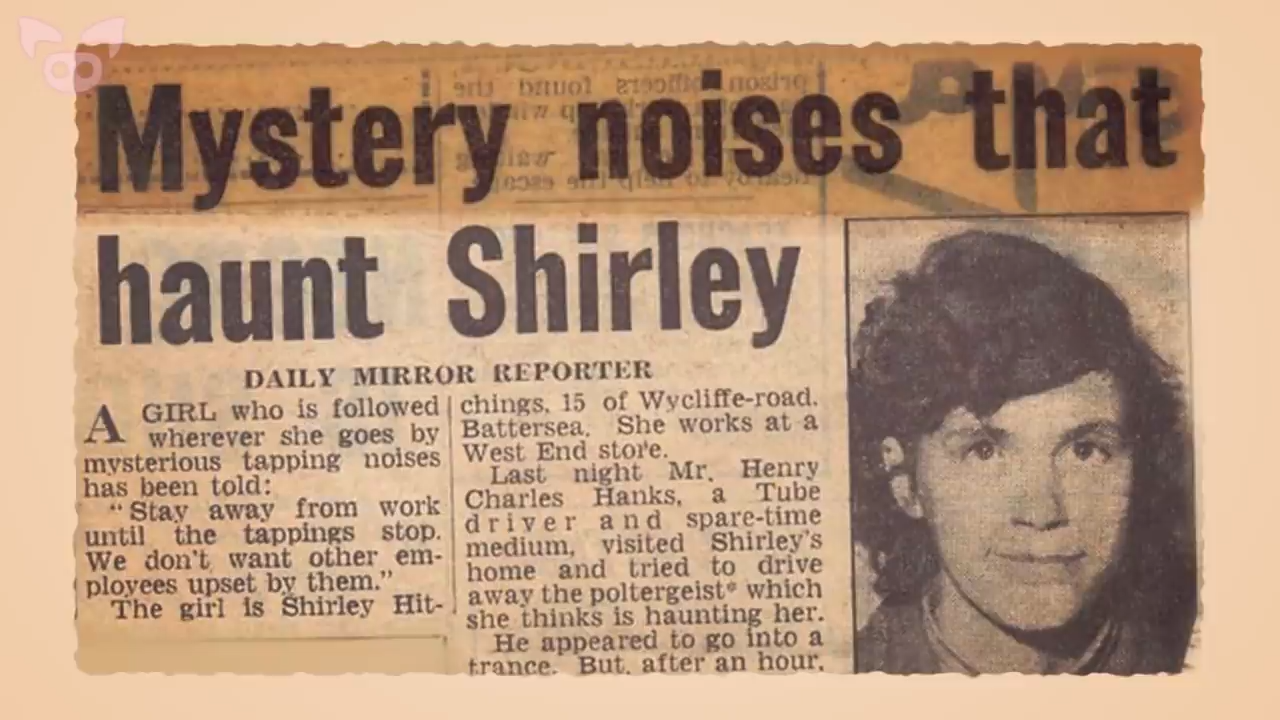 Mystery noises that
haunt Shirley
DAILY MIRROR REPORTER
A GIRL who is followed
wherever she goes by
mysterious tapping noises
has been told:
"Stay away from work
until the tappings stop.
We don't want other em-
ployees upset by them."
The girl is Shirley Hit-
chings, 15 of Wycliffe-road,
Battersea. She works at a
West End store.
Last night Mr. Henry
Charles Hanks, a Tube
driver and spare-time
medium, visited Shirley's
home and tried to drive
away the poltergeist* which
she thinks is haunting her.
He appeared to go into a
trance. But, after an hour,